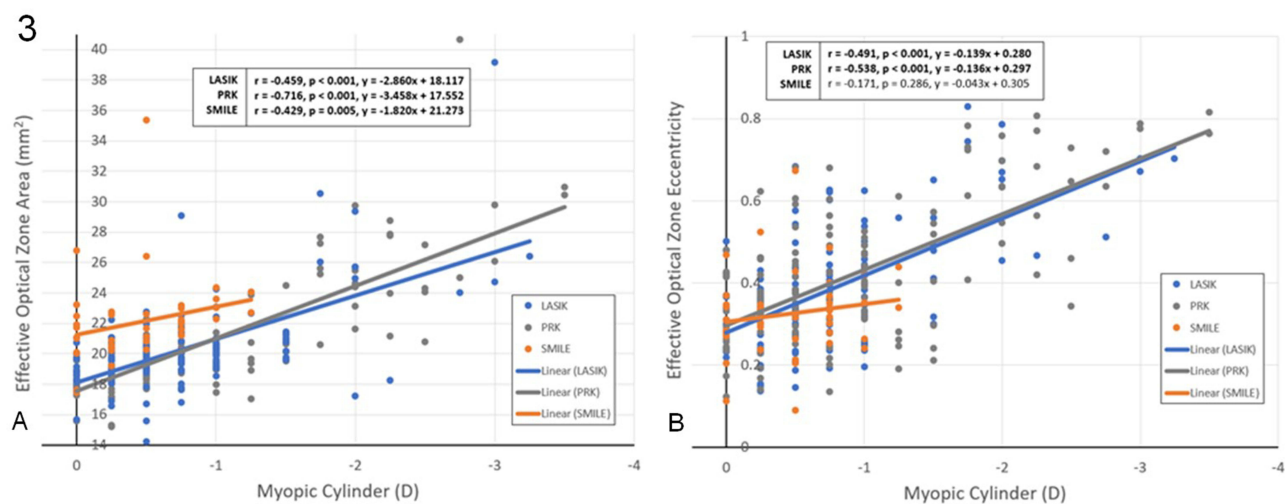 3
Effective Optical Zone Area (mm²)
40
38
36
34
32
30
28
26
24
22
20
18
16
14
LASIK r = -0.459, p < 0.001, y = -2.860x + 18.117
PRK r = -0.716, p < 0.001, y = -3.458x + 17.552
SMILE r = -0.429, p = 0.005, y = -1.820x + 21.273
LASIK
PRK
SMILE
Linear (LASIK)
Linear (PRK)
Linear (SMILE)
A
0 -1 -2 -3 -4
Myopic Cylinder (D)
Effective Optical Zone Eccentricity
1
0.8
0.6
0.4
0.2
0
LASIK r = -0.491, p < 0.001, y = -0.139x + 0.280
PRK r = -0.538, p < 0.001, y = -0.136x + 0.297
SMILE r = -0.171, p = 0.286, y = -0.043x + 0.305
LASIK
PRK
SMILE
Linear (LASIK)
Linear (PRK)
Linear (SMILE)
B
0 -1 -2 -3 -4
Myopic Cylinder (D)